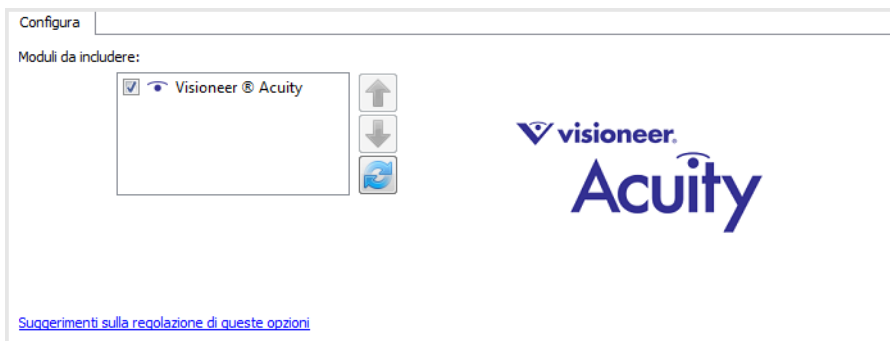 Configura
Moduli da includere:
Visioneer ® Acuity
visioneer.
Acuity
Suggerimenti sulla regolazione di queste opzioni